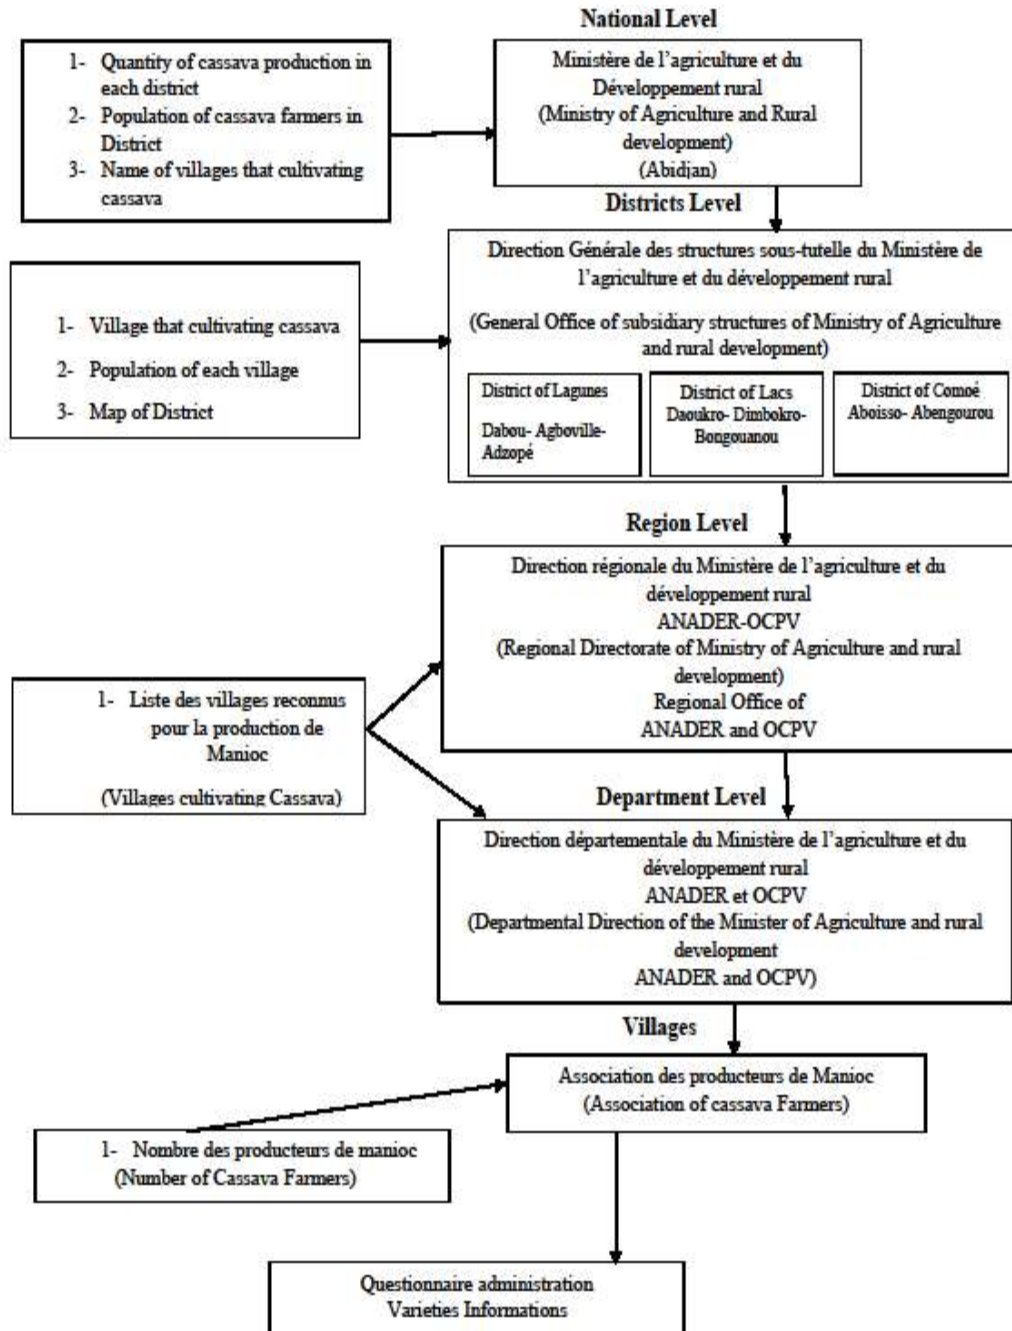 National Level
1- Quantity of cassava production in
each district
2- Population of cassava farmers in
District
3- Name of villages that cultivating
cassava
Ministère de l'agriculture et du
Développement rural
(Ministry of Agriculture and Rural
development)
(Abidjan)
Districts Level
1- Village that cultivating cassava
2- Population of each village
3- Map of District
Direction Générale des structures sous-tutelle du Ministère de
l'agriculture et du développement rural
(General Office of subsidiary structures of Ministry of Agriculture
and rural development)
District of Lagunes
Dabou- Agboville-
Adzopé
District of Lacs
Daoukro- Dimbokro-
Bongouanou
District of Comoé
Aboisso- Abengourou
Region Level
Direction régionale du Ministère de l'agriculture et du
développement rural
ANADER-OCPV
(Regional Directorate of Ministry of Agriculture and rural
development)
Regional Office of
ANADER and OCPV
1- Liste des villages reconnus
pour la production de
Manioc
(Villages cultivating Cassava)
Department Level
Direction départementale du Ministère de l'agriculture et du
développement rural
ANADER et OCPV
(Departmental Direction of the Minister of Agriculture and rural
development
ANADER and OCPV)
Villages
Association des producteurs de Manioc
(Association of cassava Farmers)
1- Nombre des producteurs de manioc
(Number of Cassava Farmers)
Questionnaire administration
Varieties Informations